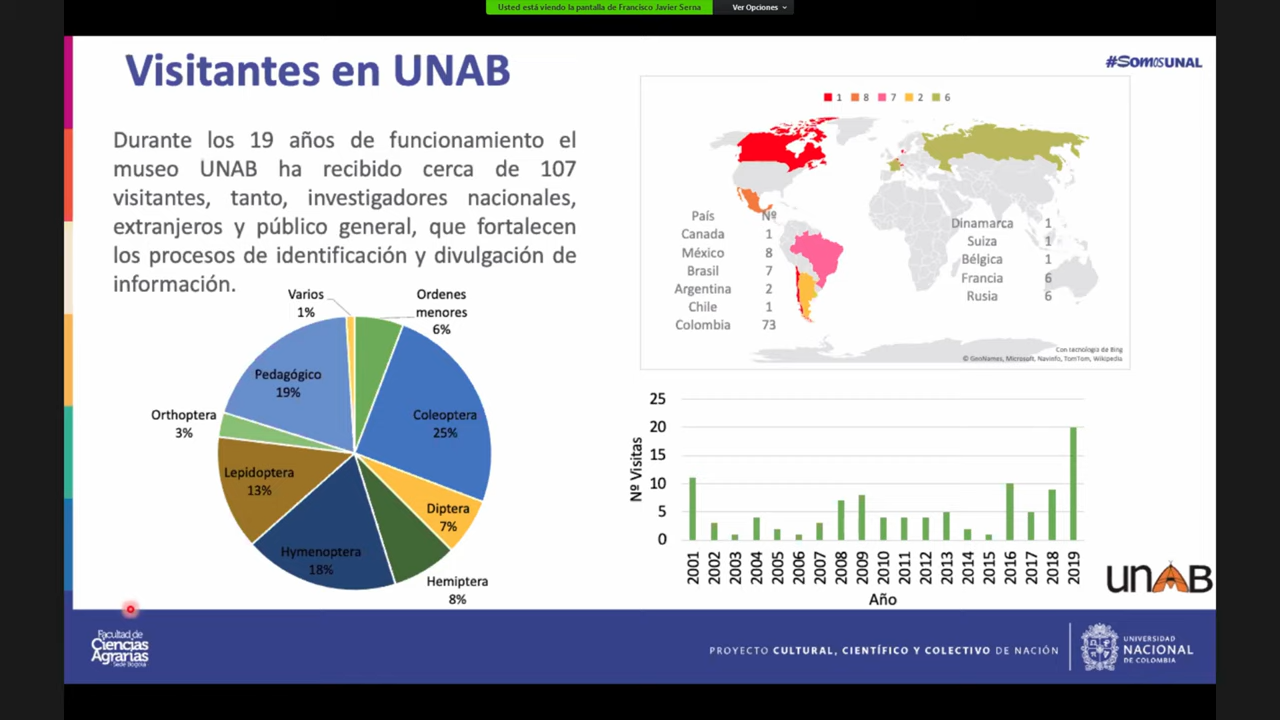 Usted está viendo la pantalla de Francisco Javier Serna
Ver Opciones
Visitantes en UNAB
#SOMOSUNAL
Durante los 19 años de funcionamiento el
museo UNAB ha recibido cerca de 107
visitantes, tanto, investigadores nacionales,
extranjeros y público general, que fortalecen
los procesos de identificación y divulgación de
información.
1 8 7 2 6
País Nº
Canada 1
México 8
Brasil 7
Argentina 2
Chile 1
Colombia 73
Dinamarca 1
Suiza 1
Bélgica 1
Francia 6
Rusia 6
Con tecnología de Bing
© GeoNames, Microsoft, Navinfo, TomTom, Wikipedia
Varios
1%
Ordenes
menores
6%
Pedagógico
19%
Coleoptera
25%
Orthoptera
3%
Lepidoptera
13%
Diptera
7%
Hymenoptera
18%
Hemiptera
8%
Nº Visitas
25
20
15
10
5
0
2001 2002 2003 2004 2005 2006 2007 2008 2009 2010 2011 2012 2013 2014 2015 2016 2017 2018 2019
Año
UNAB
Facultad de
Ciencias
Agrarias
Sede Bogotá
PROYECTO CULTURAL, CIENTÍFICO Y COLECTIVO DE NACIÓN
UNIVERSIDAD
NACIONAL
DE COLOMBIA